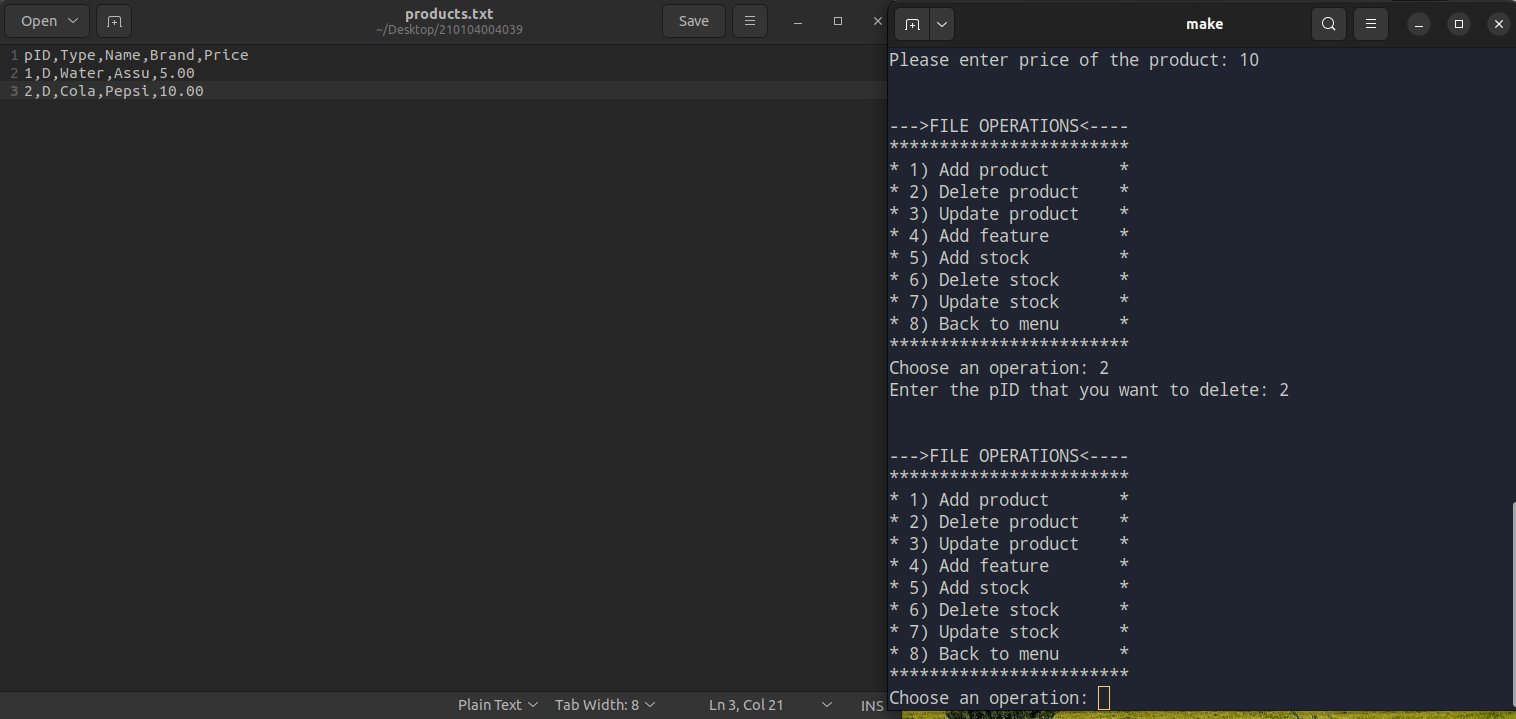 Open
products.txt
~/Desktop/210104004039
Save
1 pID,Type,Name,Brand,Price
2 1,D,Water,Assu,5.00
3 2,D,Cola,Pepsi,10.00
Plain Text
Tab Width: 8
Ln 3, Col 21
INS
make
Please enter price of the product: 10
--->FILE OPERATIONS<----
************************
* 1) Add product       *
* 2) Delete product    *
* 3) Update product    *
* 4) Add feature       *
* 5) Add stock         *
* 6) Delete stock      *
* 7) Update stock      *
* 8) Back to menu      *
************************
Choose an operation: 2
Enter the pID that you want to delete: 2
--->FILE OPERATIONS<----
************************
* 1) Add product       *
* 2) Delete product    *
* 3) Update product    *
* 4) Add feature       *
* 5) Add stock         *
* 6) Delete stock      *
* 7) Update stock      *
* 8) Back to menu      *
************************
Choose an operation: